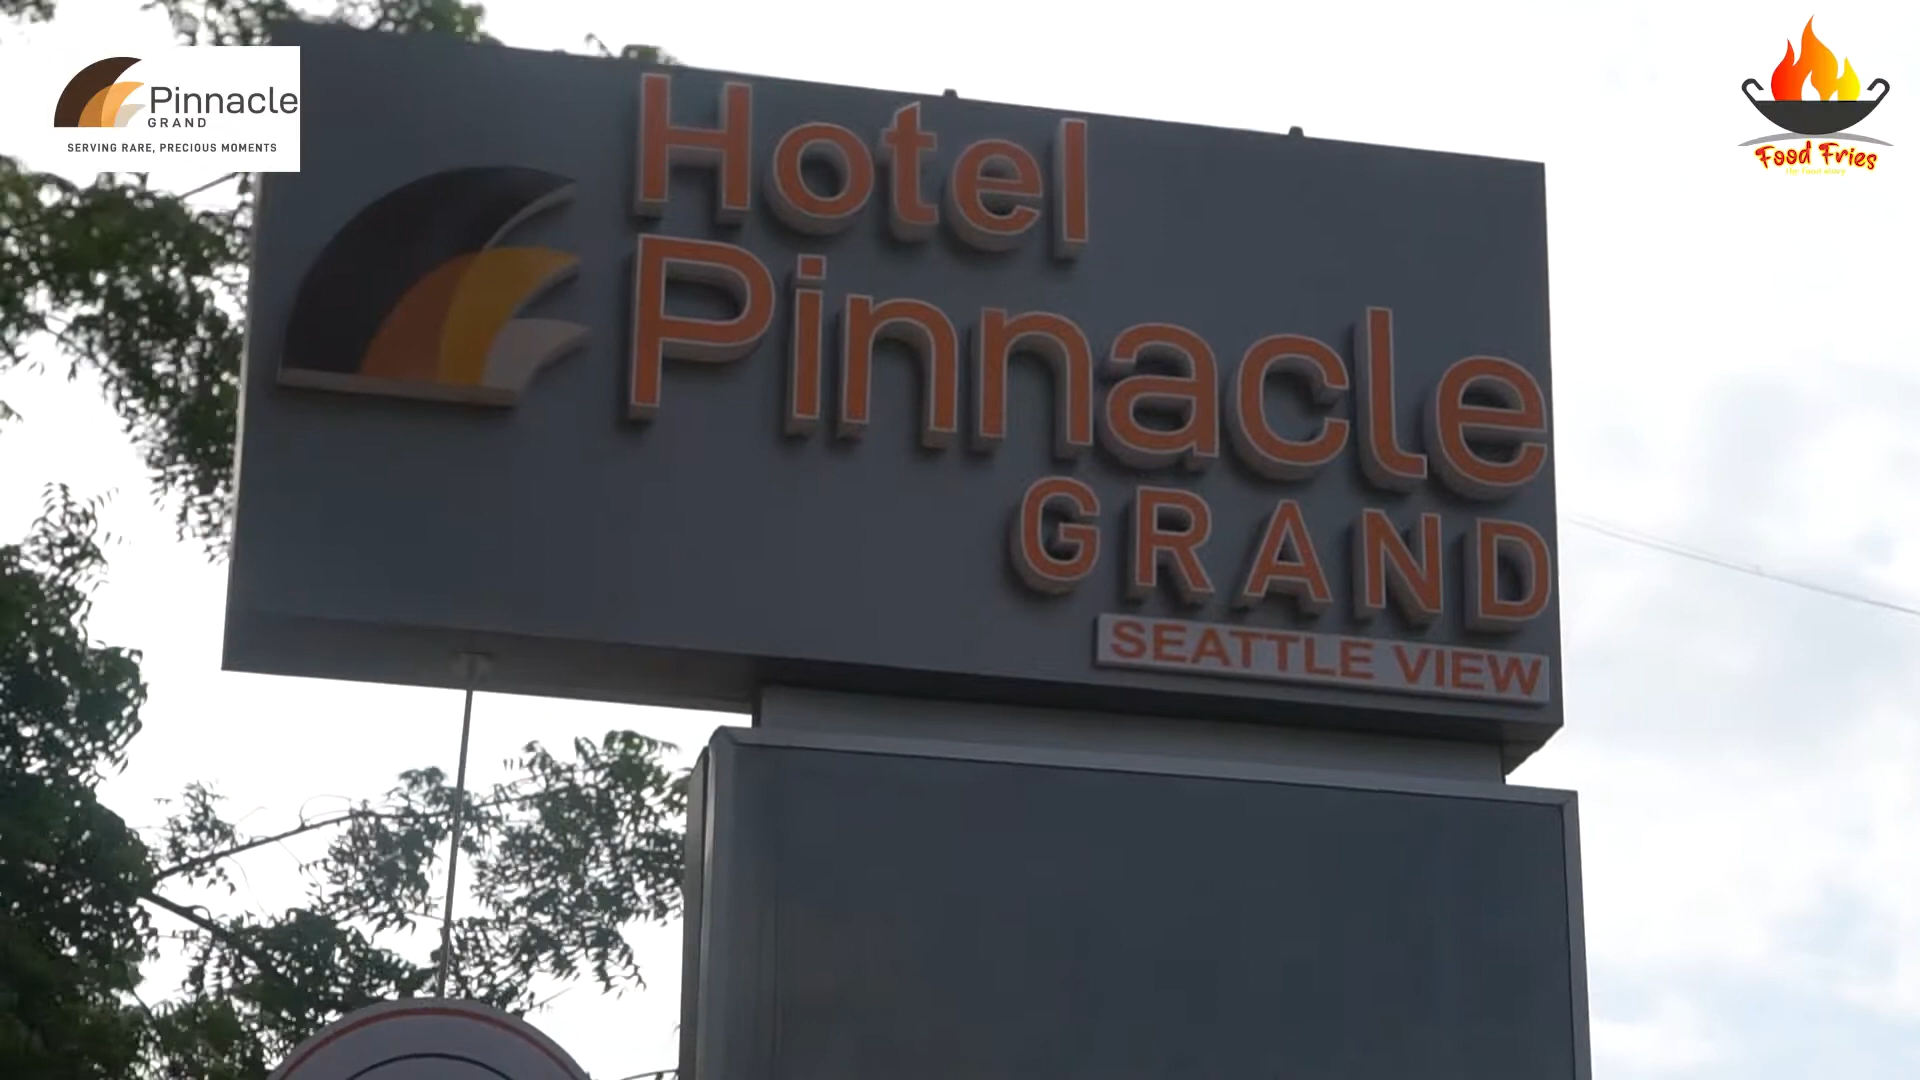 Pinnacle
GRAND
SERVING RARE, PRECIOUS MOMENTS
Food Fries
Hotel
Pinnacle
GRAND
SEATTLE VIEW